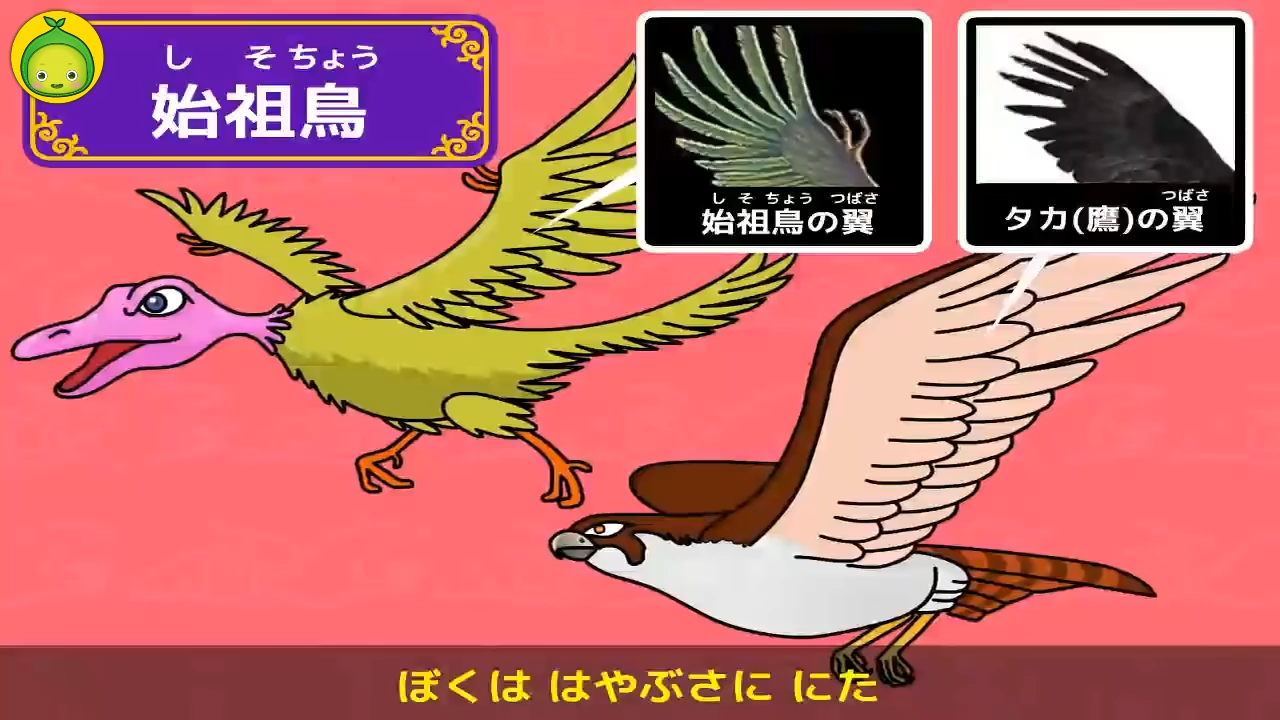 し そ ちょう
始祖鳥
し そ ちょう つばさ
始祖鳥の翼
つばさ
タカ(鷹)の翼
ぼくは はやぶさに にた